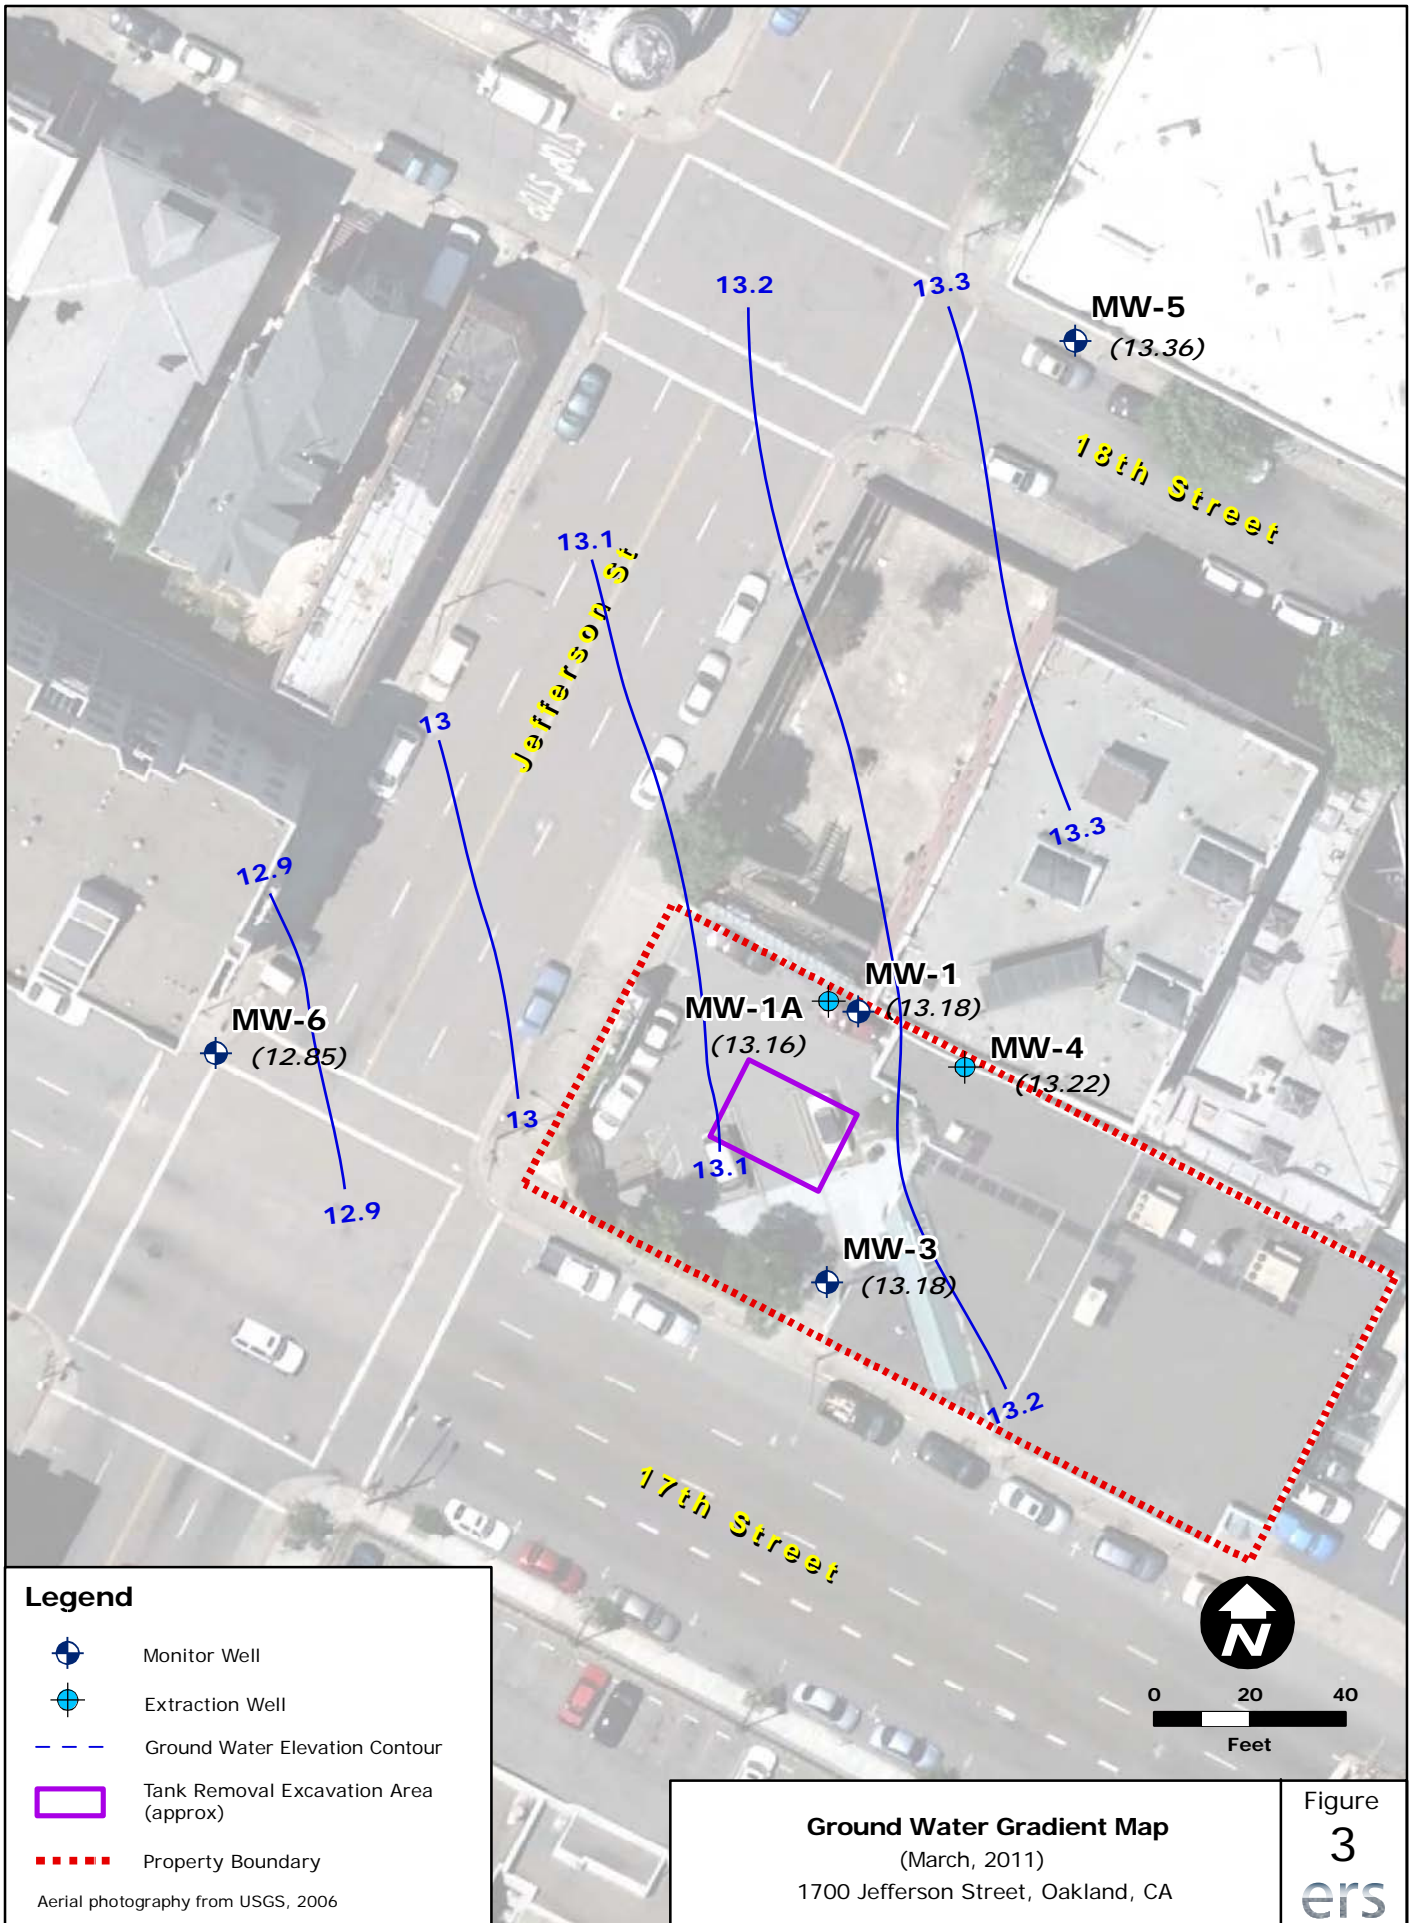 STOP
STOP
13.2
13.3
MW-5
(13.36)
18th Street
13.1
Jefferson St
13
13.3
12.9
MW-1
(13.18)
MW-1A
(13.16)
MW-6
(12.85)
MW-4
(13.22)
13
13.1
12.9
MW-3
(13.18)
13.2
17th Street
Legend
Monitor Well
Extraction Well
Ground Water Elevation Contour
Tank Removal Excavation Area
(approx)
Property Boundary
Aerial photography from USGS, 2006
N
0 20 40
Feet
Ground Water Gradient Map
(March, 2011)
1700 Jefferson Street, Oakland, CA
Figure
3
ers